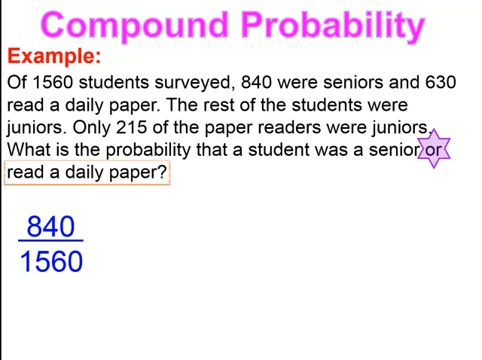 Compound Probability
Example:
Of 1560 students surveyed, 840 were seniors and 630
read a daily paper. The rest of the students were
juniors. Only 215 of the paper readers were juniors.
What is the probability that a student was a senior or
read a daily paper?
840
1560